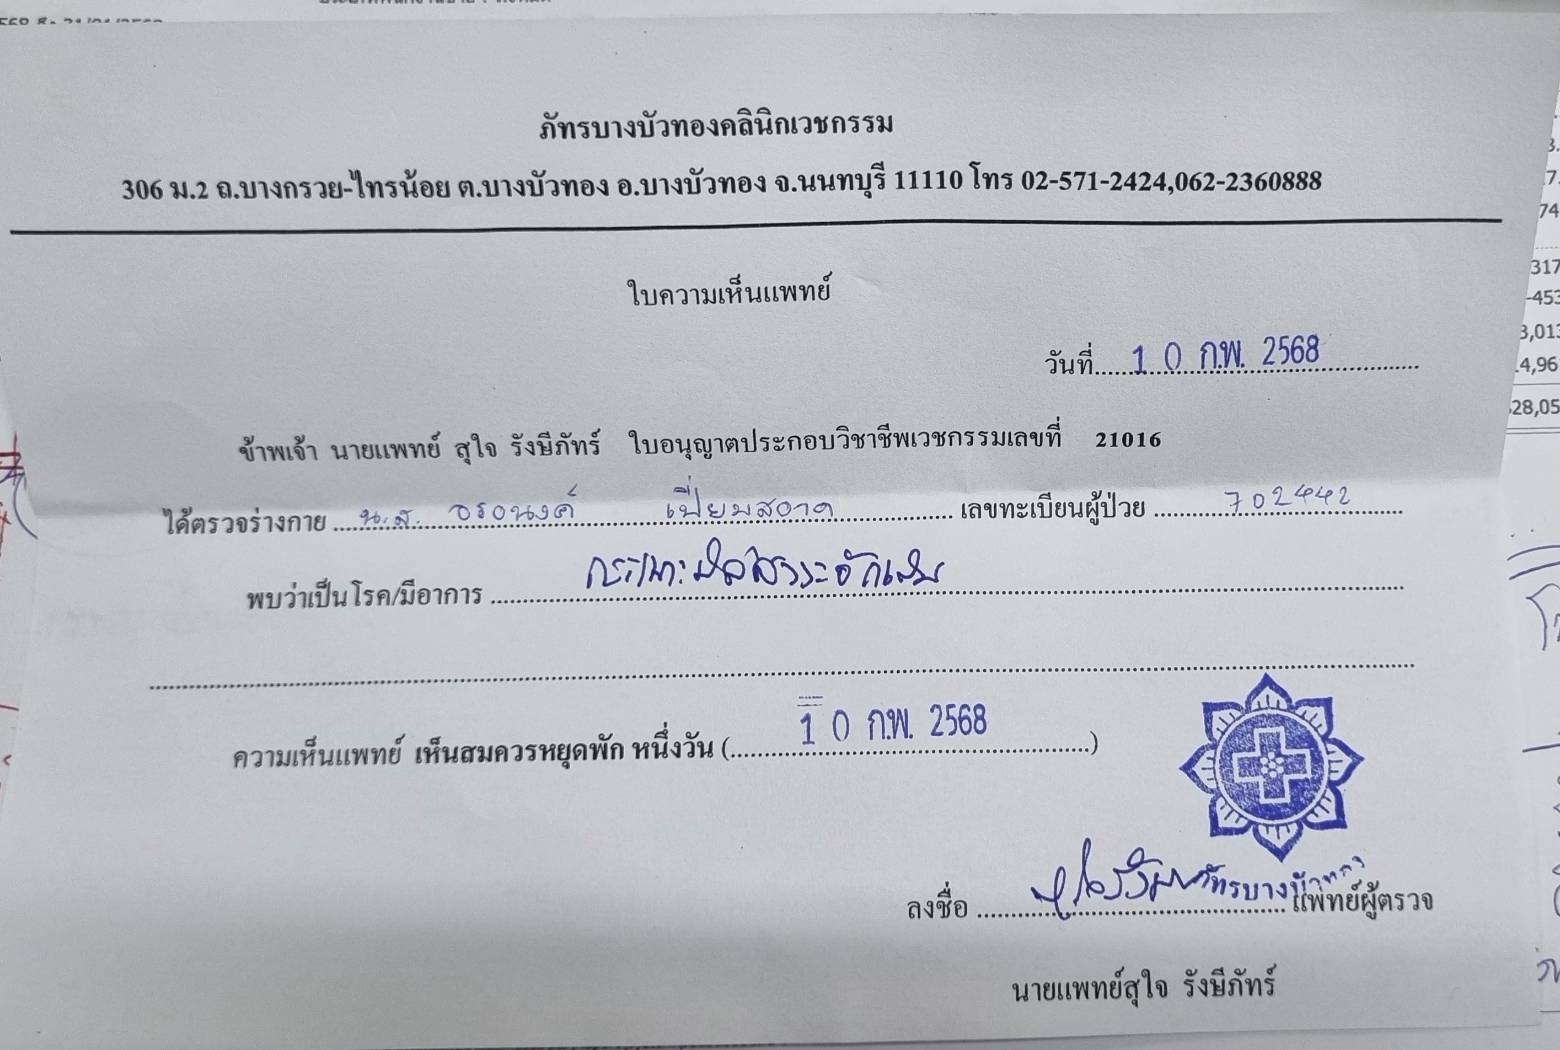 ภัทรบางบัวทองคลินิกเวชกรรม
306 ม.2 ถ.บางกรวย-ไทรน้อย ต.บางบัวทอง อ.บางบัวทอง จ.นนทบุรี 11110 โทร 02-571-2424,062-2360888
ใบความเห็นแพทย์
วันที่ 10 ก.พ. 2568
ข้าพเจ้า นายแพทย์ สุใจ รังษีภัทร์ ใบอนุญาตประกอบวิชาชีพเวชกรรมเลขที่ 21016
ได้ตรวจร่างกาย น.ส. อรอนงค์ เปี่ยมสอาด เลขทะเบียนผู้ป่วย 702442
พบว่าเป็นโรค/มีอาการ กระเพาะปัสสาวะอักเสบ
ความเห็นแพทย์ เห็นสมควรหยุดพัก หนึ่งวัน ( 10 ก.พ. 2568 )
ภัทรบางบัวทอง
ลงชื่อ แพทย์ผู้ตรวจ
นายแพทย์สุใจ รังษีภัทร์
317
-453
28,05